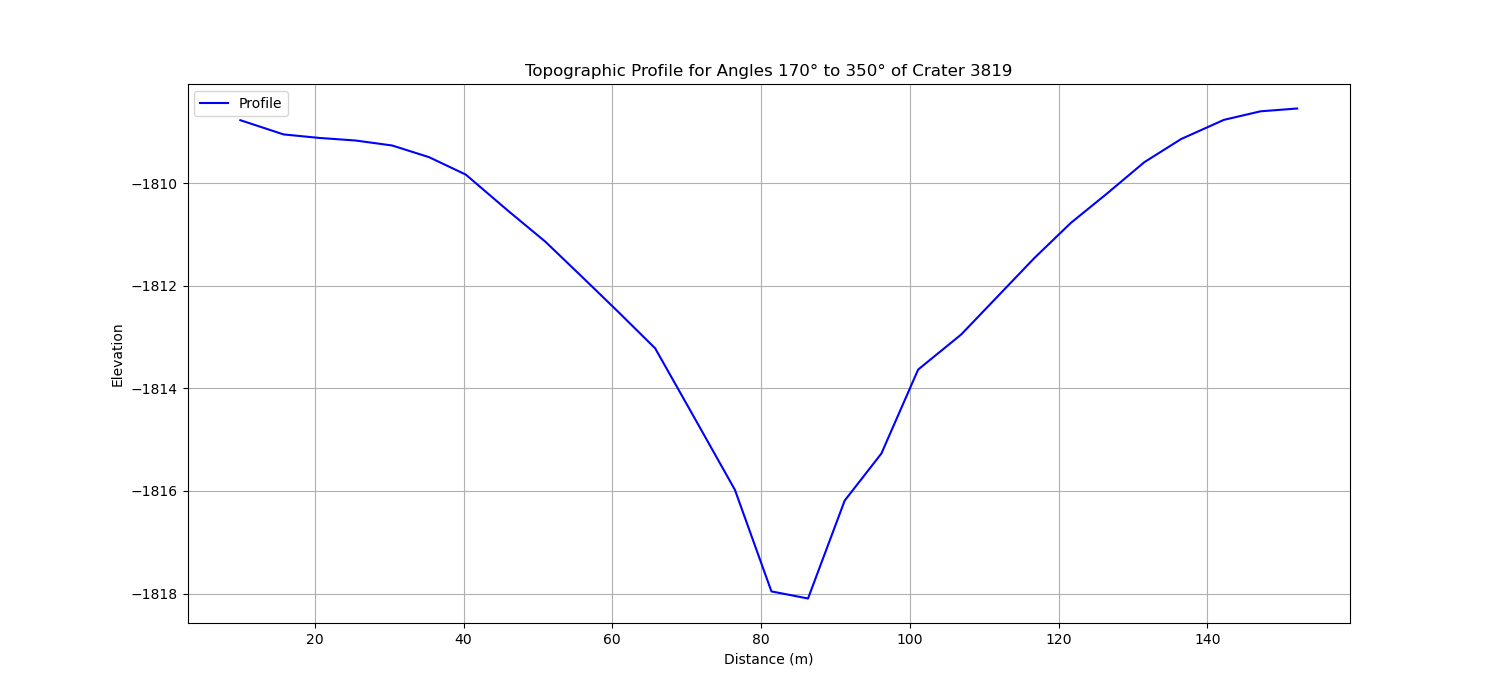 Topographic Profile for Angles 170° to 350° of Crater 3819
Profile
−1810
−1812
−1814
−1816
−1818
Elevation
20 40 60 80 100 120 140
Distance (m)